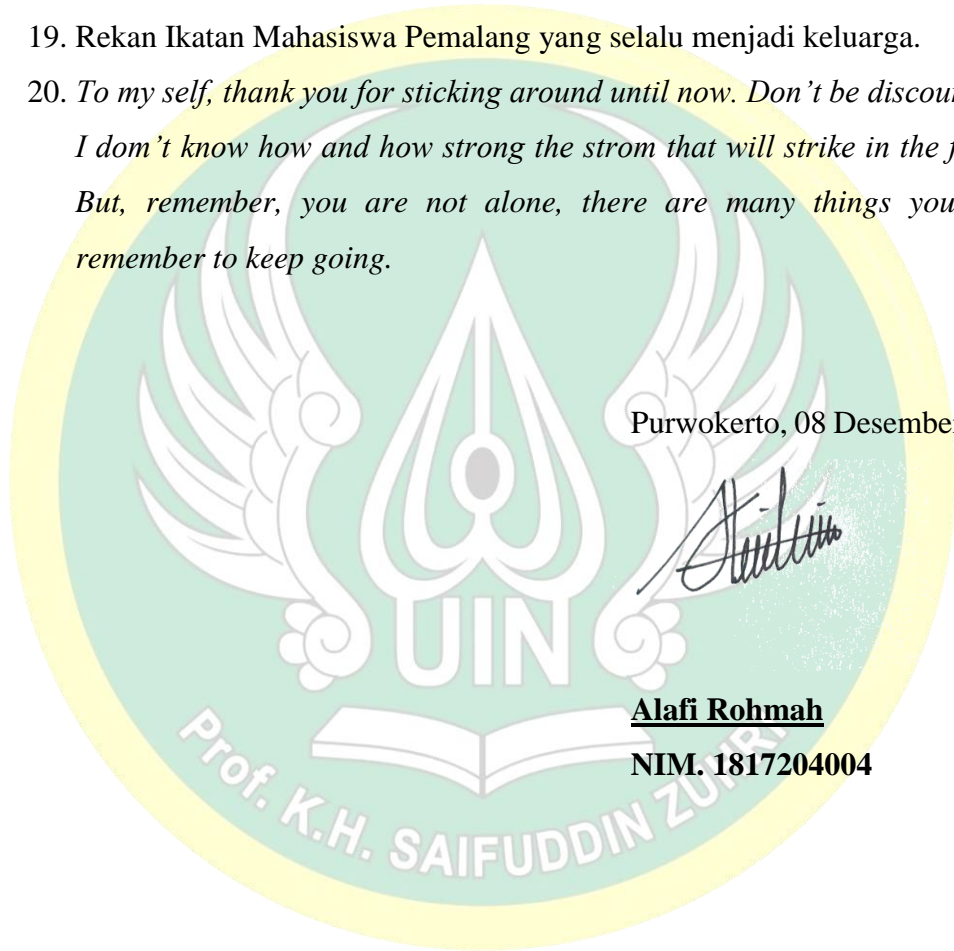 19. Rekan Ikatan Mahasiswa Pemalang yang selalu menjadi keluarga.
20. To my self, thank you for sticking around until now. Don’t be
I dom’t know how and how strong the strom that will strike in the
But, remember, you are not alone, there are many things you
remember to keep going.
Purwokerto, 08 Desember
Alafi Rohmah
NIM. 1817204004
UIN
Prof. K.H. SAIFUDDIN ZUHRI